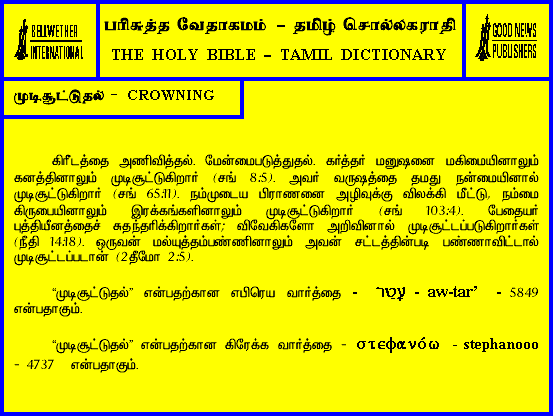 BELLWETHER
INTERNATIONAL
பரிசுத்த வேதாகமம் – தமிழ் சொல்லகராதி
THE HOLY BIBLE – TAMIL DICTIONARY
GOOD NEWS
PUBLISHERS
முடிசூட்டுதல் – CROWNING
கிரீடத்தை அணிவித்தல். மேன்மைபடுத்துதல். கர்த்தர் மனுஷனை மகிமையினாலும்
கனத்தினாலும் முடிசூட்டுகிறார் (சங் 8:5). அவர் வருஷத்தை தமது நன்மையினால்
முடிசூட்டுகிறார் (சங் 65:11). நம்முடைய பிராணனை அழிவுக்கு விலக்கி மீட்டு, நம்மை
கிருபையினாலும் இரக்கங்களினாலும் முடிசூட்டுகிறார் (சங் 103:4). பேதையர்
புத்தியீனத்தைச் சுதந்தரிக்கிறார்கள்; விவேகிகளோ அறிவினால் முடிசூட்டப்படுகிறார்கள்
(நீதி 14:18). ஒருவன் மல்யுத்தம்பண்ணினாலும் அவன் சட்டத்தின்படி பண்ணாவிட்டால்
முடிசூட்டப்படான் (2தீமோ 2:5).
“முடிசூட்டுதல்” என்பதற்கான எபிரெய வார்த்தை - עטר - aw-tar’ - 5849
என்பதாகும்.
“முடிசூட்டுதல்” என்பதற்கான கிரேக்க வார்த்தை - στεφανόω - stephanooo
- 4737 என்பதாகும்.